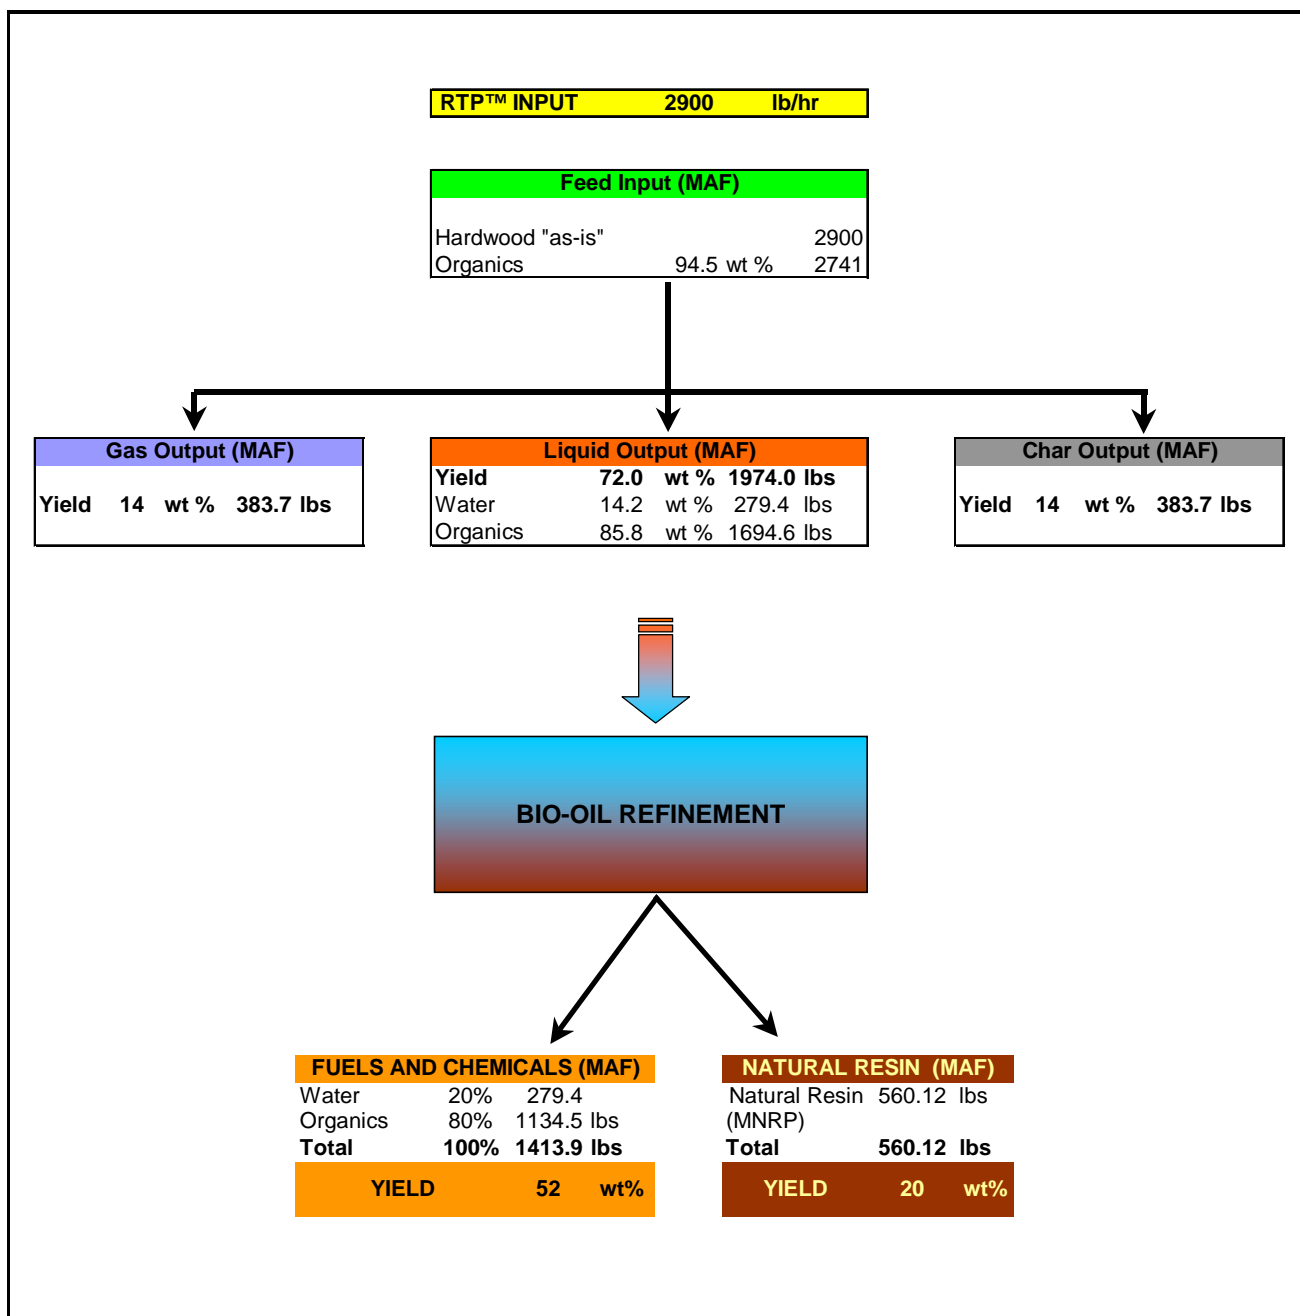 RTP™ INPUT 2900 lb/hr
Feed Input (MAF)
Hardwood "as-is" 2900
Organics 94.5 wt % 2741
Gas Output (MAF)
Yield 14 wt % 383.7 lbs
Liquid Output (MAF)
Yield 72.0 wt % 1974.0 lbs
Water 14.2 wt % 279.4 lbs
Organics 85.8 wt % 1694.6 lbs
Char Output (MAF)
Yield 14 wt % 383.7 lbs
BIO-OIL REFINEMENT
FUELS AND CHEMICALS (MAF)
Water 20% 279.4
Organics 80% 1134.5 lbs
Total 100% 1413.9 lbs
YIELD 52 wt%
NATURAL RESIN (MAF)
Natural Resin 560.12 lbs
(MNRP)
Total 560.12 lbs
YIELD 20 wt%